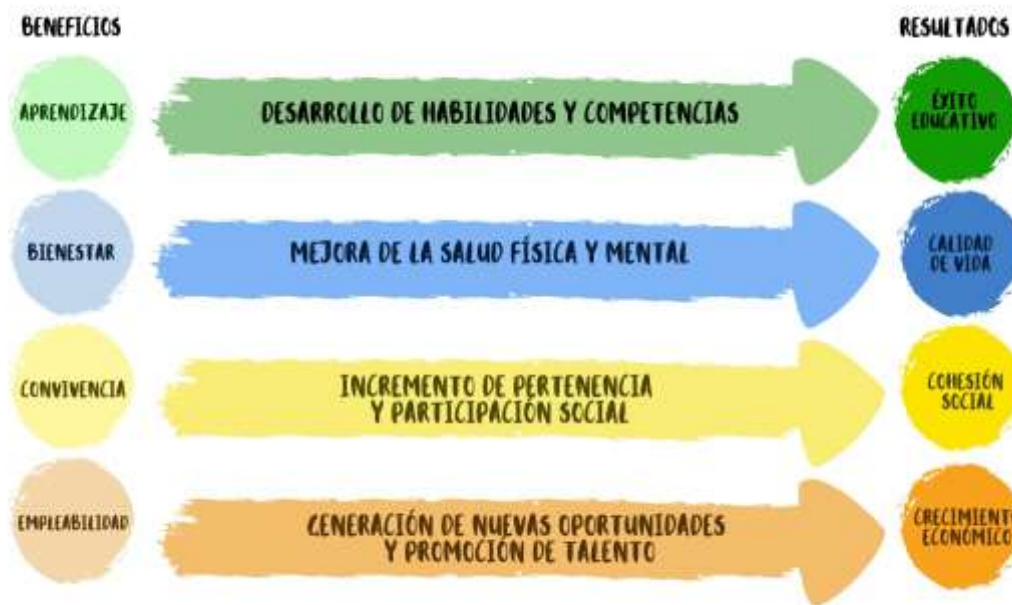 BENEFICIOS
RESULTADOS
APRENDIZAJE
DESARROLLO DE HABILIDADES Y COMPETENCIAS
ÉXITO
EDUCATIVO
BIENESTAR
MEJORA DE LA SALUD FÍSICA Y MENTAL
CALIDAD
DE VIDA
CONVIVENCIA
INCREMENTO DE PERTENENCIA
Y PARTICIPACIÓN SOCIAL
COHESIÓN
SOCIAL
EMPLEABILIDAD
GENERACIÓN DE NUEVAS OPORTUNIDADES
Y PROMOCIÓN DE TALENTO
CRECIMIENTO
ECONÓMICO